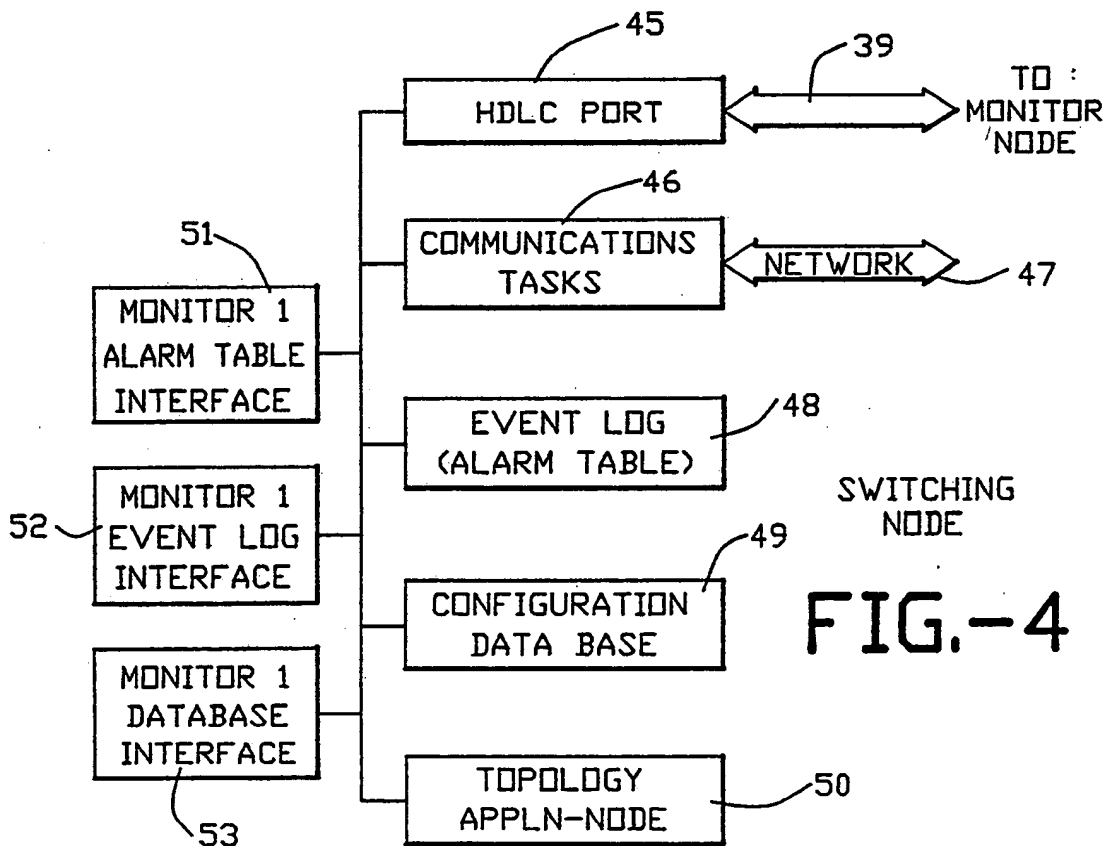 45
39
HDLC PORT
TO :
MONITOR
NODE
46
COMMUNICATIONS
TASKS
NETWORK
47
51
MONITOR 1
ALARM TABLE
INTERFACE
48
EVENT LOG
(ALARM TABLE)
52
MONITOR 1
EVENT LOG
INTERFACE
SWITCHING
NODE
49
CONFIGURATION
DATA BASE
FIG.-4
MONITOR 1
DATABASE
INTERFACE
53
TOPOLOGY
APPLN-NODE
50